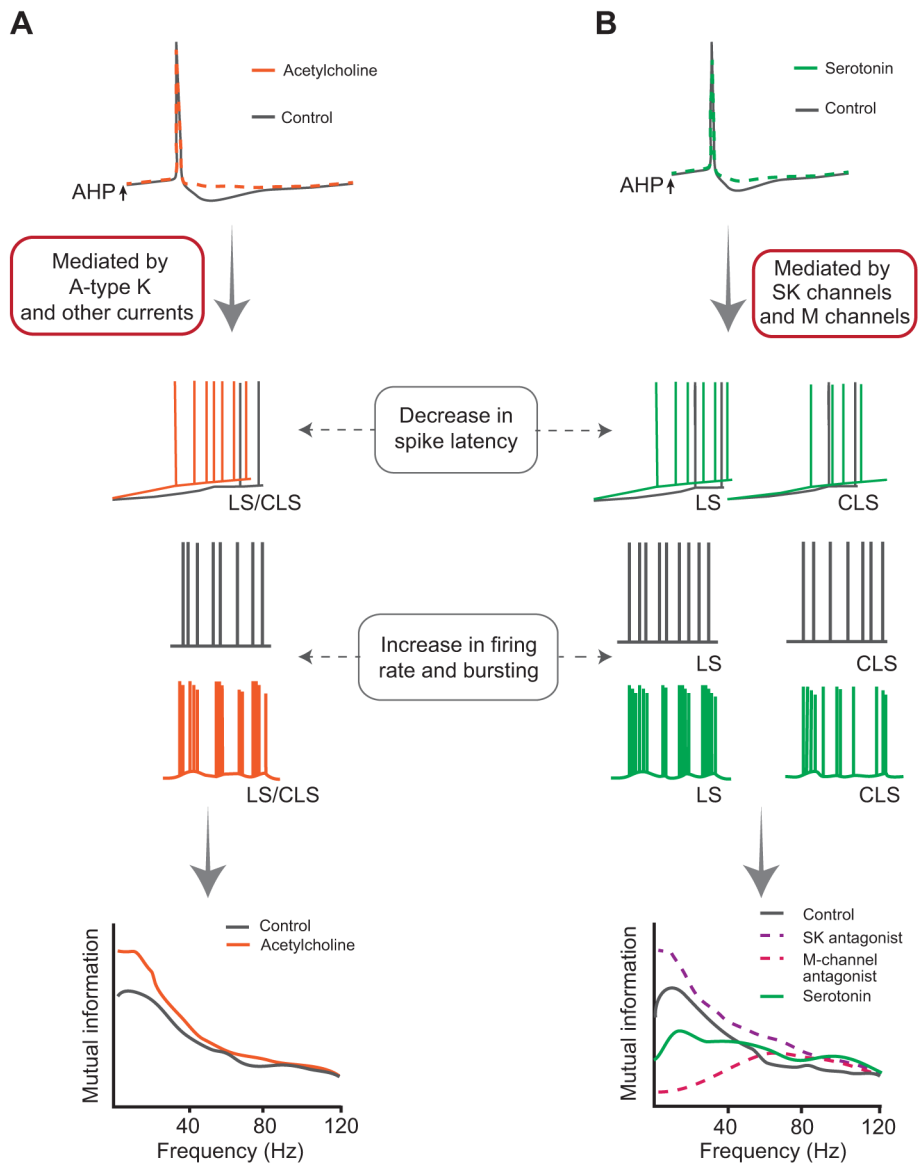 A
Acetylcholine
Control
AHP
Mediated by
A-type K
and other currents
B
Serotonin
Control
AHP
Mediated by
SK channels
and M channels
Decrease in
spike latency
LS/CLS
LS
CLS
Increase in firing
rate and bursting
LS
CLS
LS/CLS
LS
CLS
Control
Acetylcholine
Mutual information
40
80
120
Frequency (Hz)
Control
SK antagonist
M-channel
antagonist
Serotonin
Mutual information
40
80
120
Frequency (Hz)